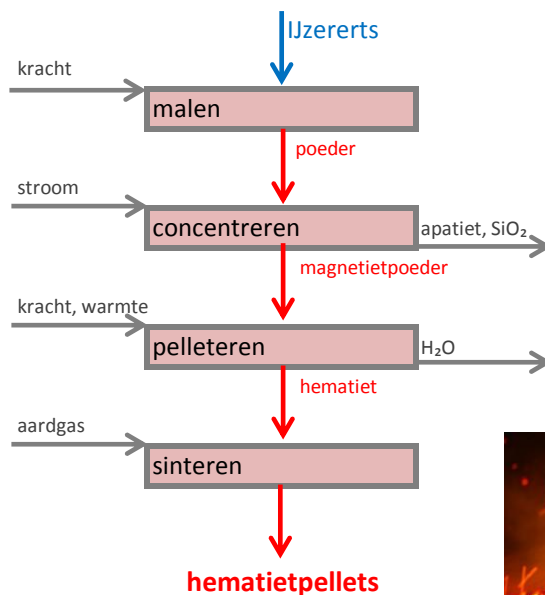 IJzererts
kracht
malen
poeder
stroom
concentreren
apatiet, SiO₂
magnetietpoeder
kracht, warmte
pelleteren
H₂O
hematiet
aardgas
sinteren
hematietpellets